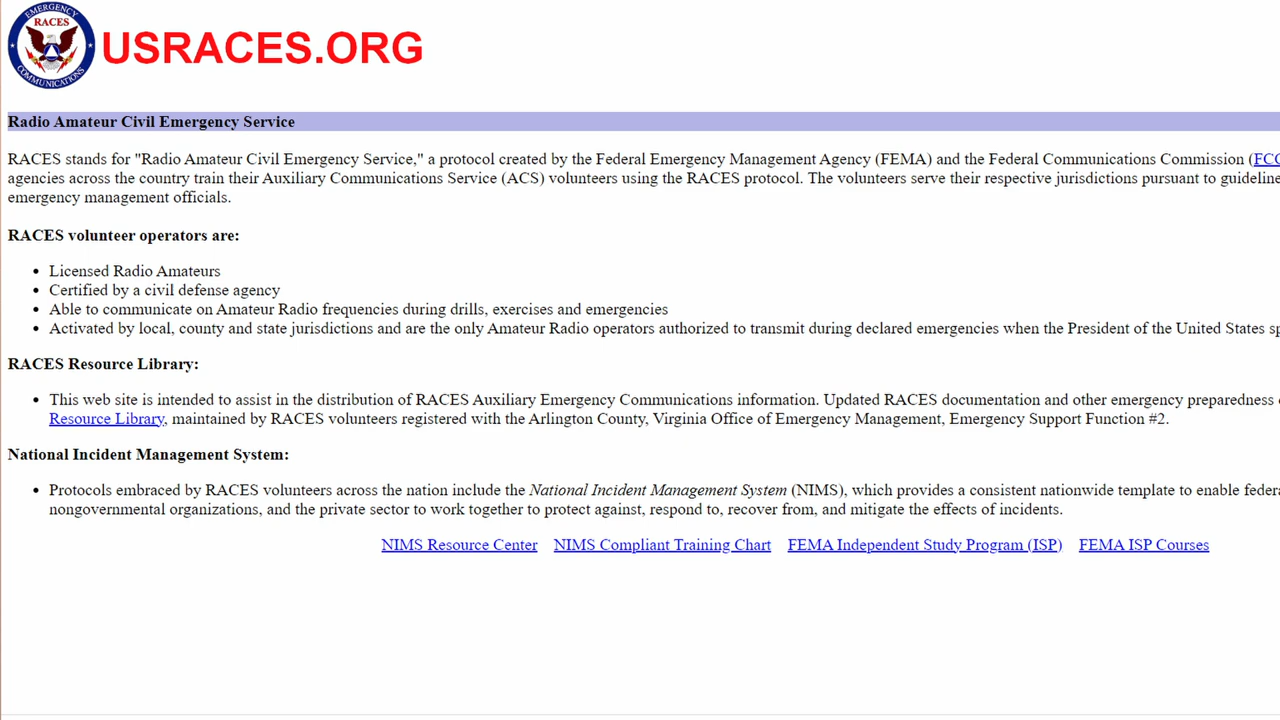 EMERGENCY
RACES
COMMUNICATIONS
USRACES.ORG
Radio Amateur Civil Emergency Service
RACES stands for "Radio Amateur Civil Emergency Service," a protocol created by the Federal Emergency Management Agency (FEMA) and the Federal Communications Commission (FCC
agencies across the country train their Auxiliary Communications Service (ACS) volunteers using the RACES protocol. The volunteers serve their respective jurisdictions pursuant to guideline
emergency management officials.
RACES volunteer operators are:
• Licensed Radio Amateurs
• Certified by a civil defense agency
• Able to communicate on Amateur Radio frequencies during drills, exercises and emergencies
• Activated by local, county and state jurisdictions and are the only Amateur Radio operators authorized to transmit during declared emergencies when the President of the United States sp
RACES Resource Library:
• This web site is intended to assist in the distribution of RACES Auxiliary Emergency Communications information. Updated RACES documentation and other emergency preparedness
Resource Library, maintained by RACES volunteers registered with the Arlington County, Virginia Office of Emergency Management, Emergency Support Function #2.
National Incident Management System:
• Protocols embraced by RACES volunteers across the nation include the National Incident Management System (NIMS), which provides a consistent nationwide template to enable federa
nongovernmental organizations, and the private sector to work together to protect against, respond to, recover from, and mitigate the effects of incidents.
NIMS Resource Center NIMS Compliant Training Chart FEMA Independent Study Program (ISP) FEMA ISP Courses